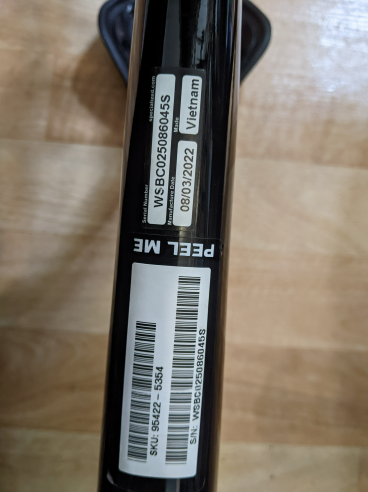 Serial Number
specialized.com
WSBC025086045S
Manufacture Date
Made
08/03/2022
Vietnam
PEEL ME
SKU: 95422 - 5354
S/N: WSBC025086045S